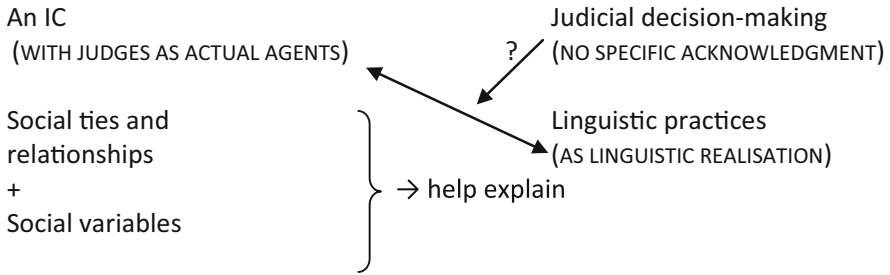 An IC
(WITH JUDGES AS ACTUAL AGENTS)
Judicial decision-making
? (NO SPECIFIC ACKNOWLEDGMENT)
Social ties and
relationships
+
Social variables
Linguistic practices
(AS LINGUISTIC REALISATION)
→ help explain